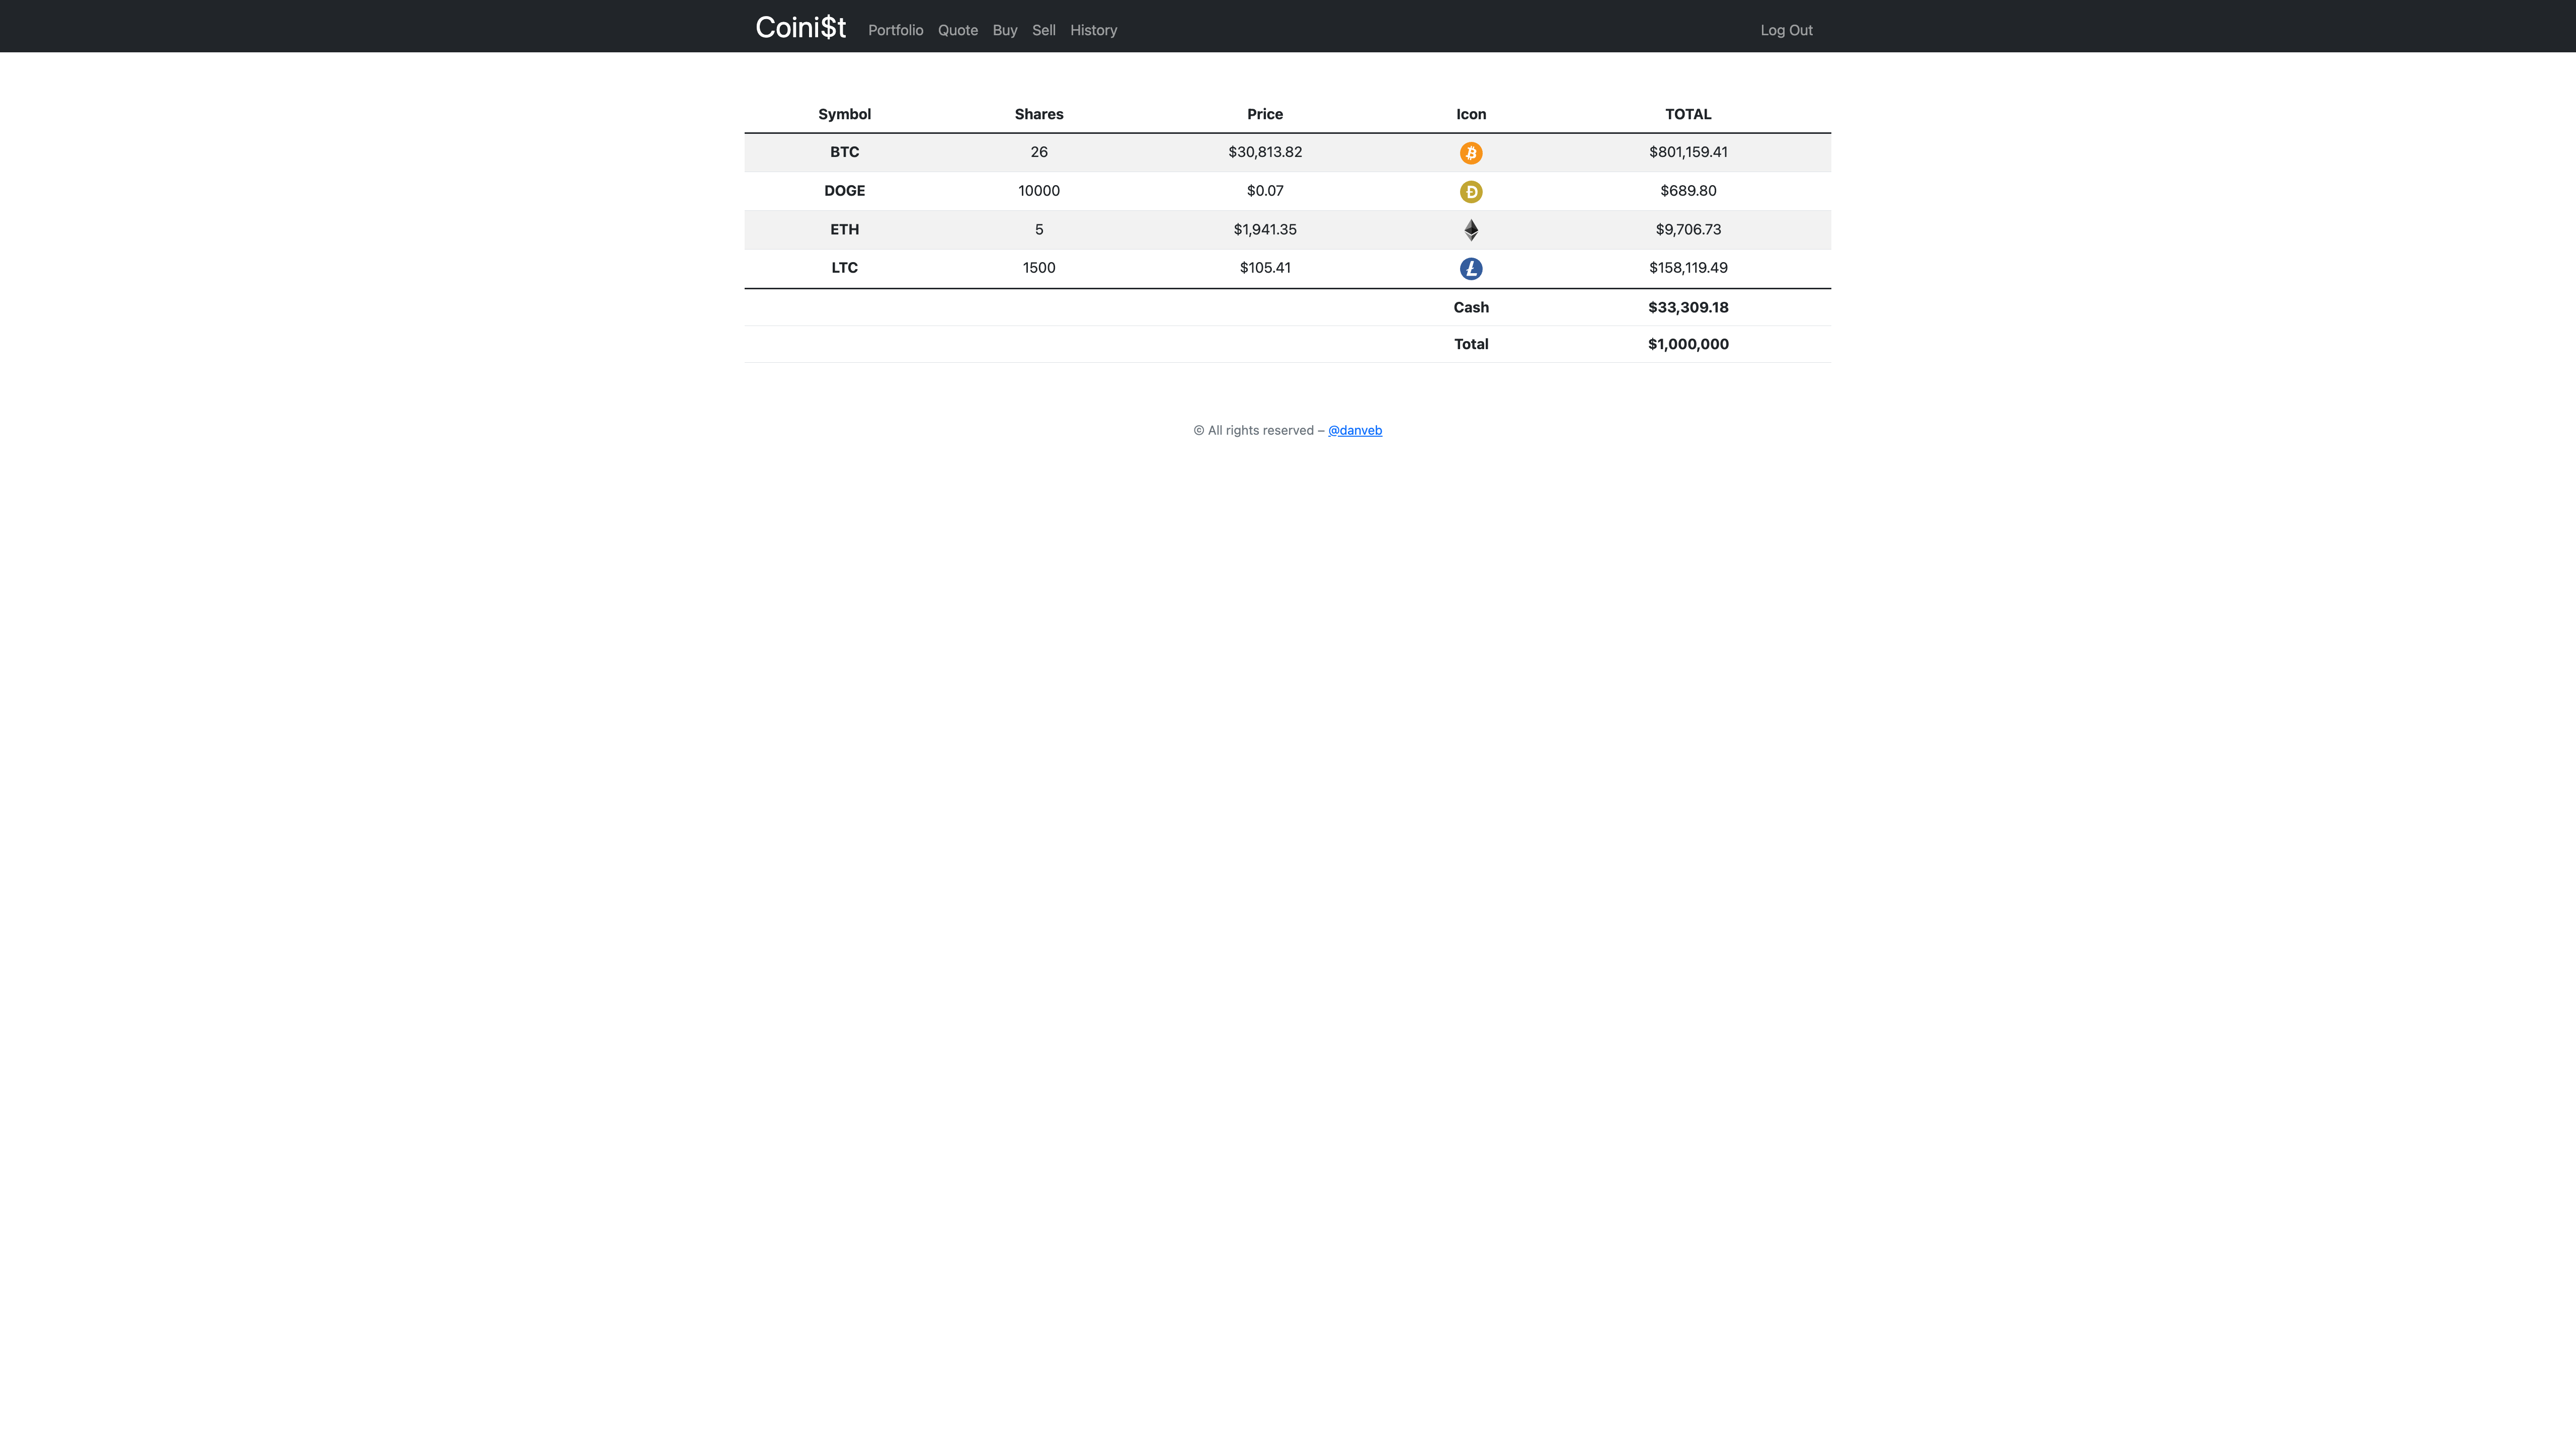 Coini$t Portfolio Quote Buy Sell History Log Out
Symbol Shares Price Icon TOTAL
BTC 26 $30,813.82 $801,159.41
DOGE 10000 $0.07 $689.80
ETH 5 $1,941.35 $9,706.73
LTC 1500 $105.41 $158,119.49
Cash $33,309.18
Total $1,000,000
© All rights reserved – @danveb